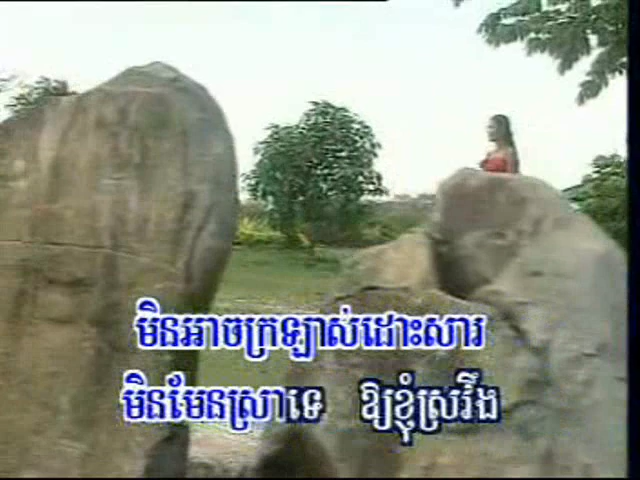 មិនអាចក្រឡាស់ដោះសារ
មិនមែនស្រាទេ ឱ្យខ្ញុំស្រវឹង